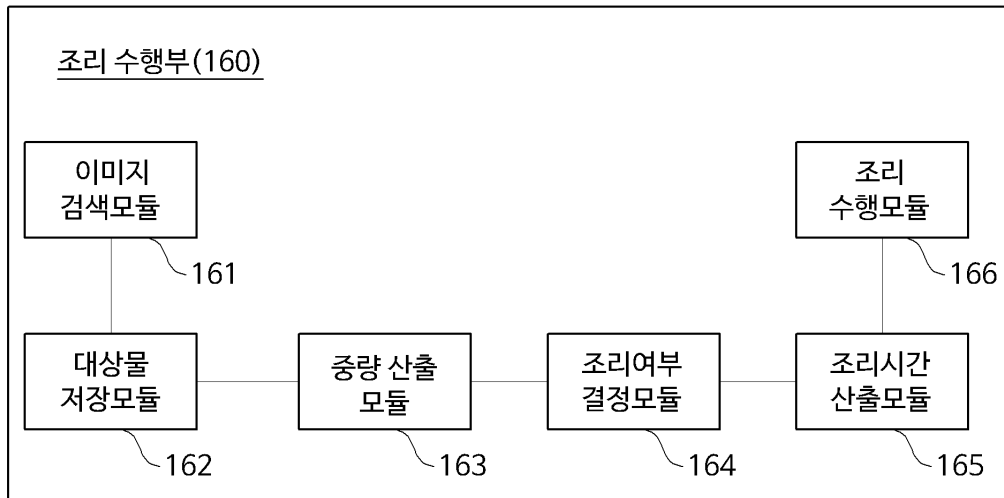 조리 수행부(160)
이미지
검색모듈
161
조리
수행모듈
166
대상물
저장모듈
162
중량 산출
모듈
163
조리여부
결정모듈
164
조리시간
산출모듈
165